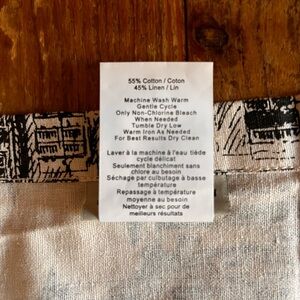 55% Cotton / Coton
45% Linen / Lin
Machine Wash Warm
Gentle Cycle
Only Non-Chlorine Bleach
When Needed
Tumble Dry Low
Warm Iron As Needed
For Best Results Dry Clean
Laver à la machine à l'eau tiède
cycle délicat
Seulement blanchiment sans
chlore au besoin
Séchage par culbutage à basse
température
Repassage à température
moyenne au besoin
Nettoyer à sec pour de
meilleurs résultats